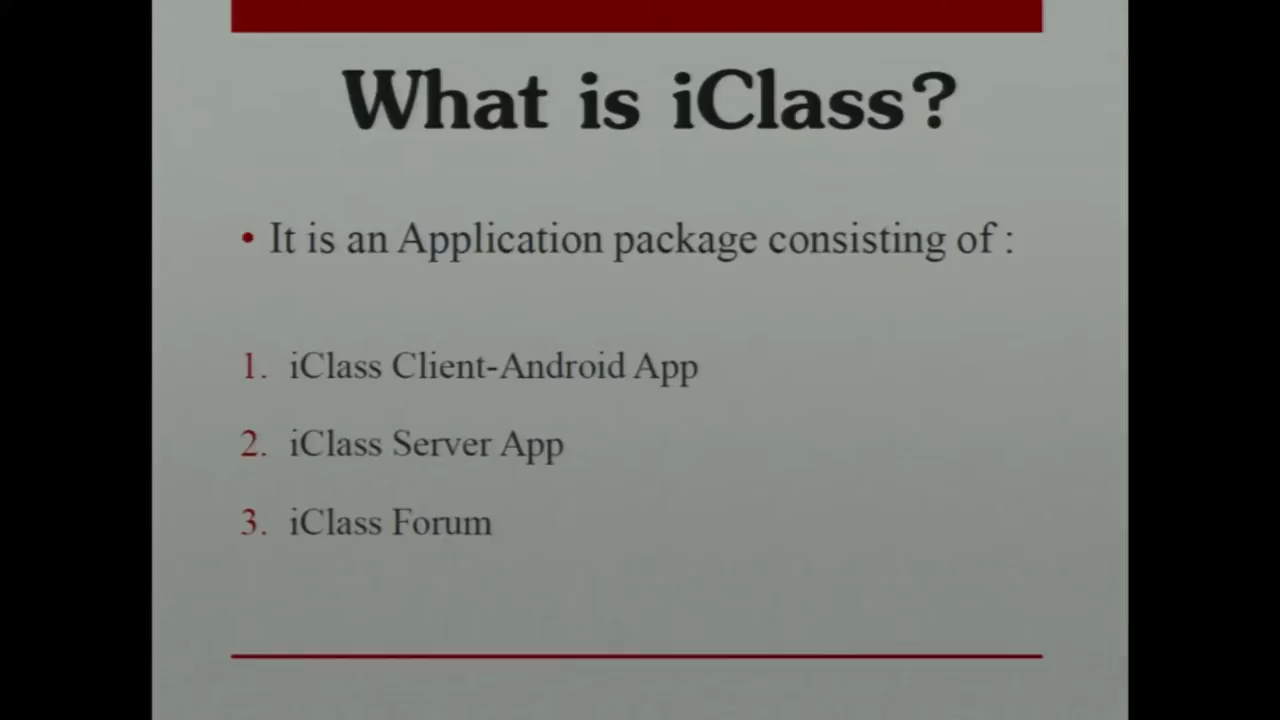 What is iClass?
• It is an Application package consisting of :
1. iClass Client-Android App
2. iClass Server App
3. iClass Forum